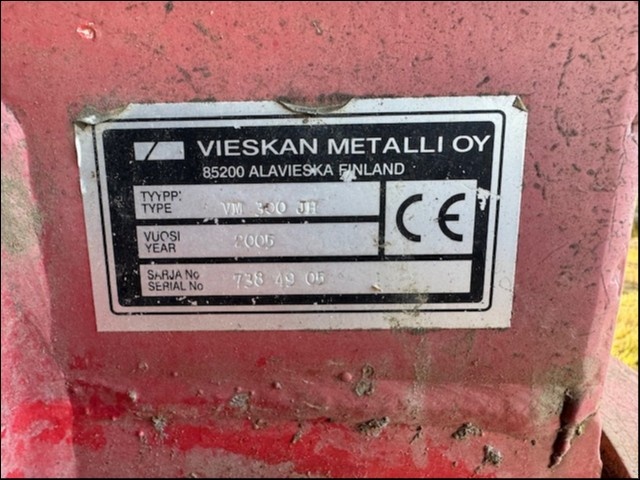 VIESKAN METALLI OY
85200 ALAVIESKA FINLAND
TYYPPI
TYPE VM 300 JH
CE
VUOSI
YEAR 2005
SARJA No
SERIAL No 738 49 05